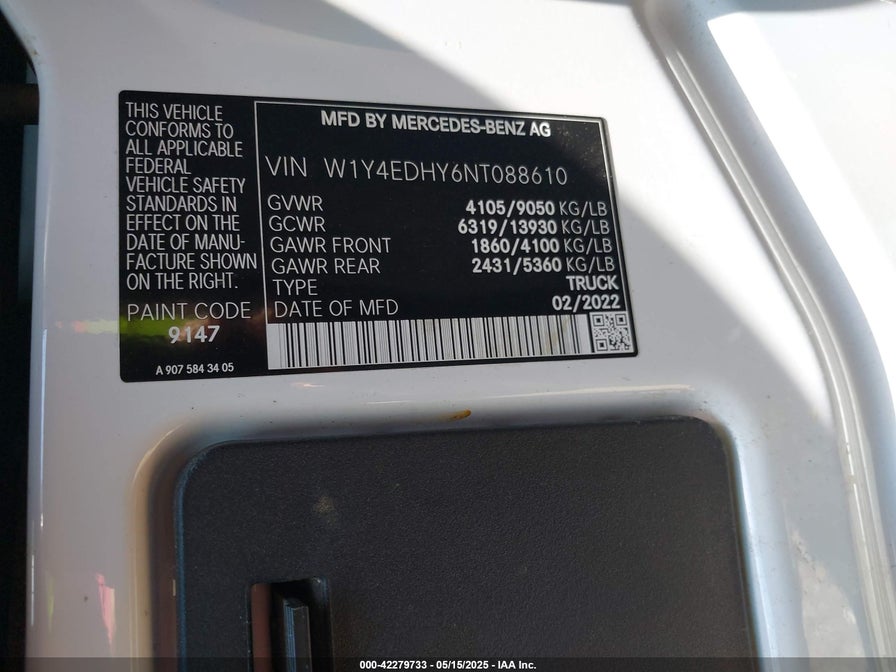 THIS VEHICLE
CONFORMS TO
ALL APPLICABLE
FEDERAL
VEHICLE SAFETY
STANDARDS IN
EFFECT ON THE
DATE OF MANU-
FACTURE SHOWN
ON THE RIGHT.
PAINT CODE
9147
A 907 584 34 05
MFD BY MERCEDES-BENZ AG
VIN W1Y4EDHY6NT088610
GVWR 4105/9050 KG/LB
GCWR 6319/13930 KG/LB
GAWR FRONT 1860/4100 KG/LB
GAWR REAR 2431/5360 KG/LB
TYPE TRUCK
DATE OF MFD 02/2022
000-42279733 - 05/15/2025 - IAA Inc.